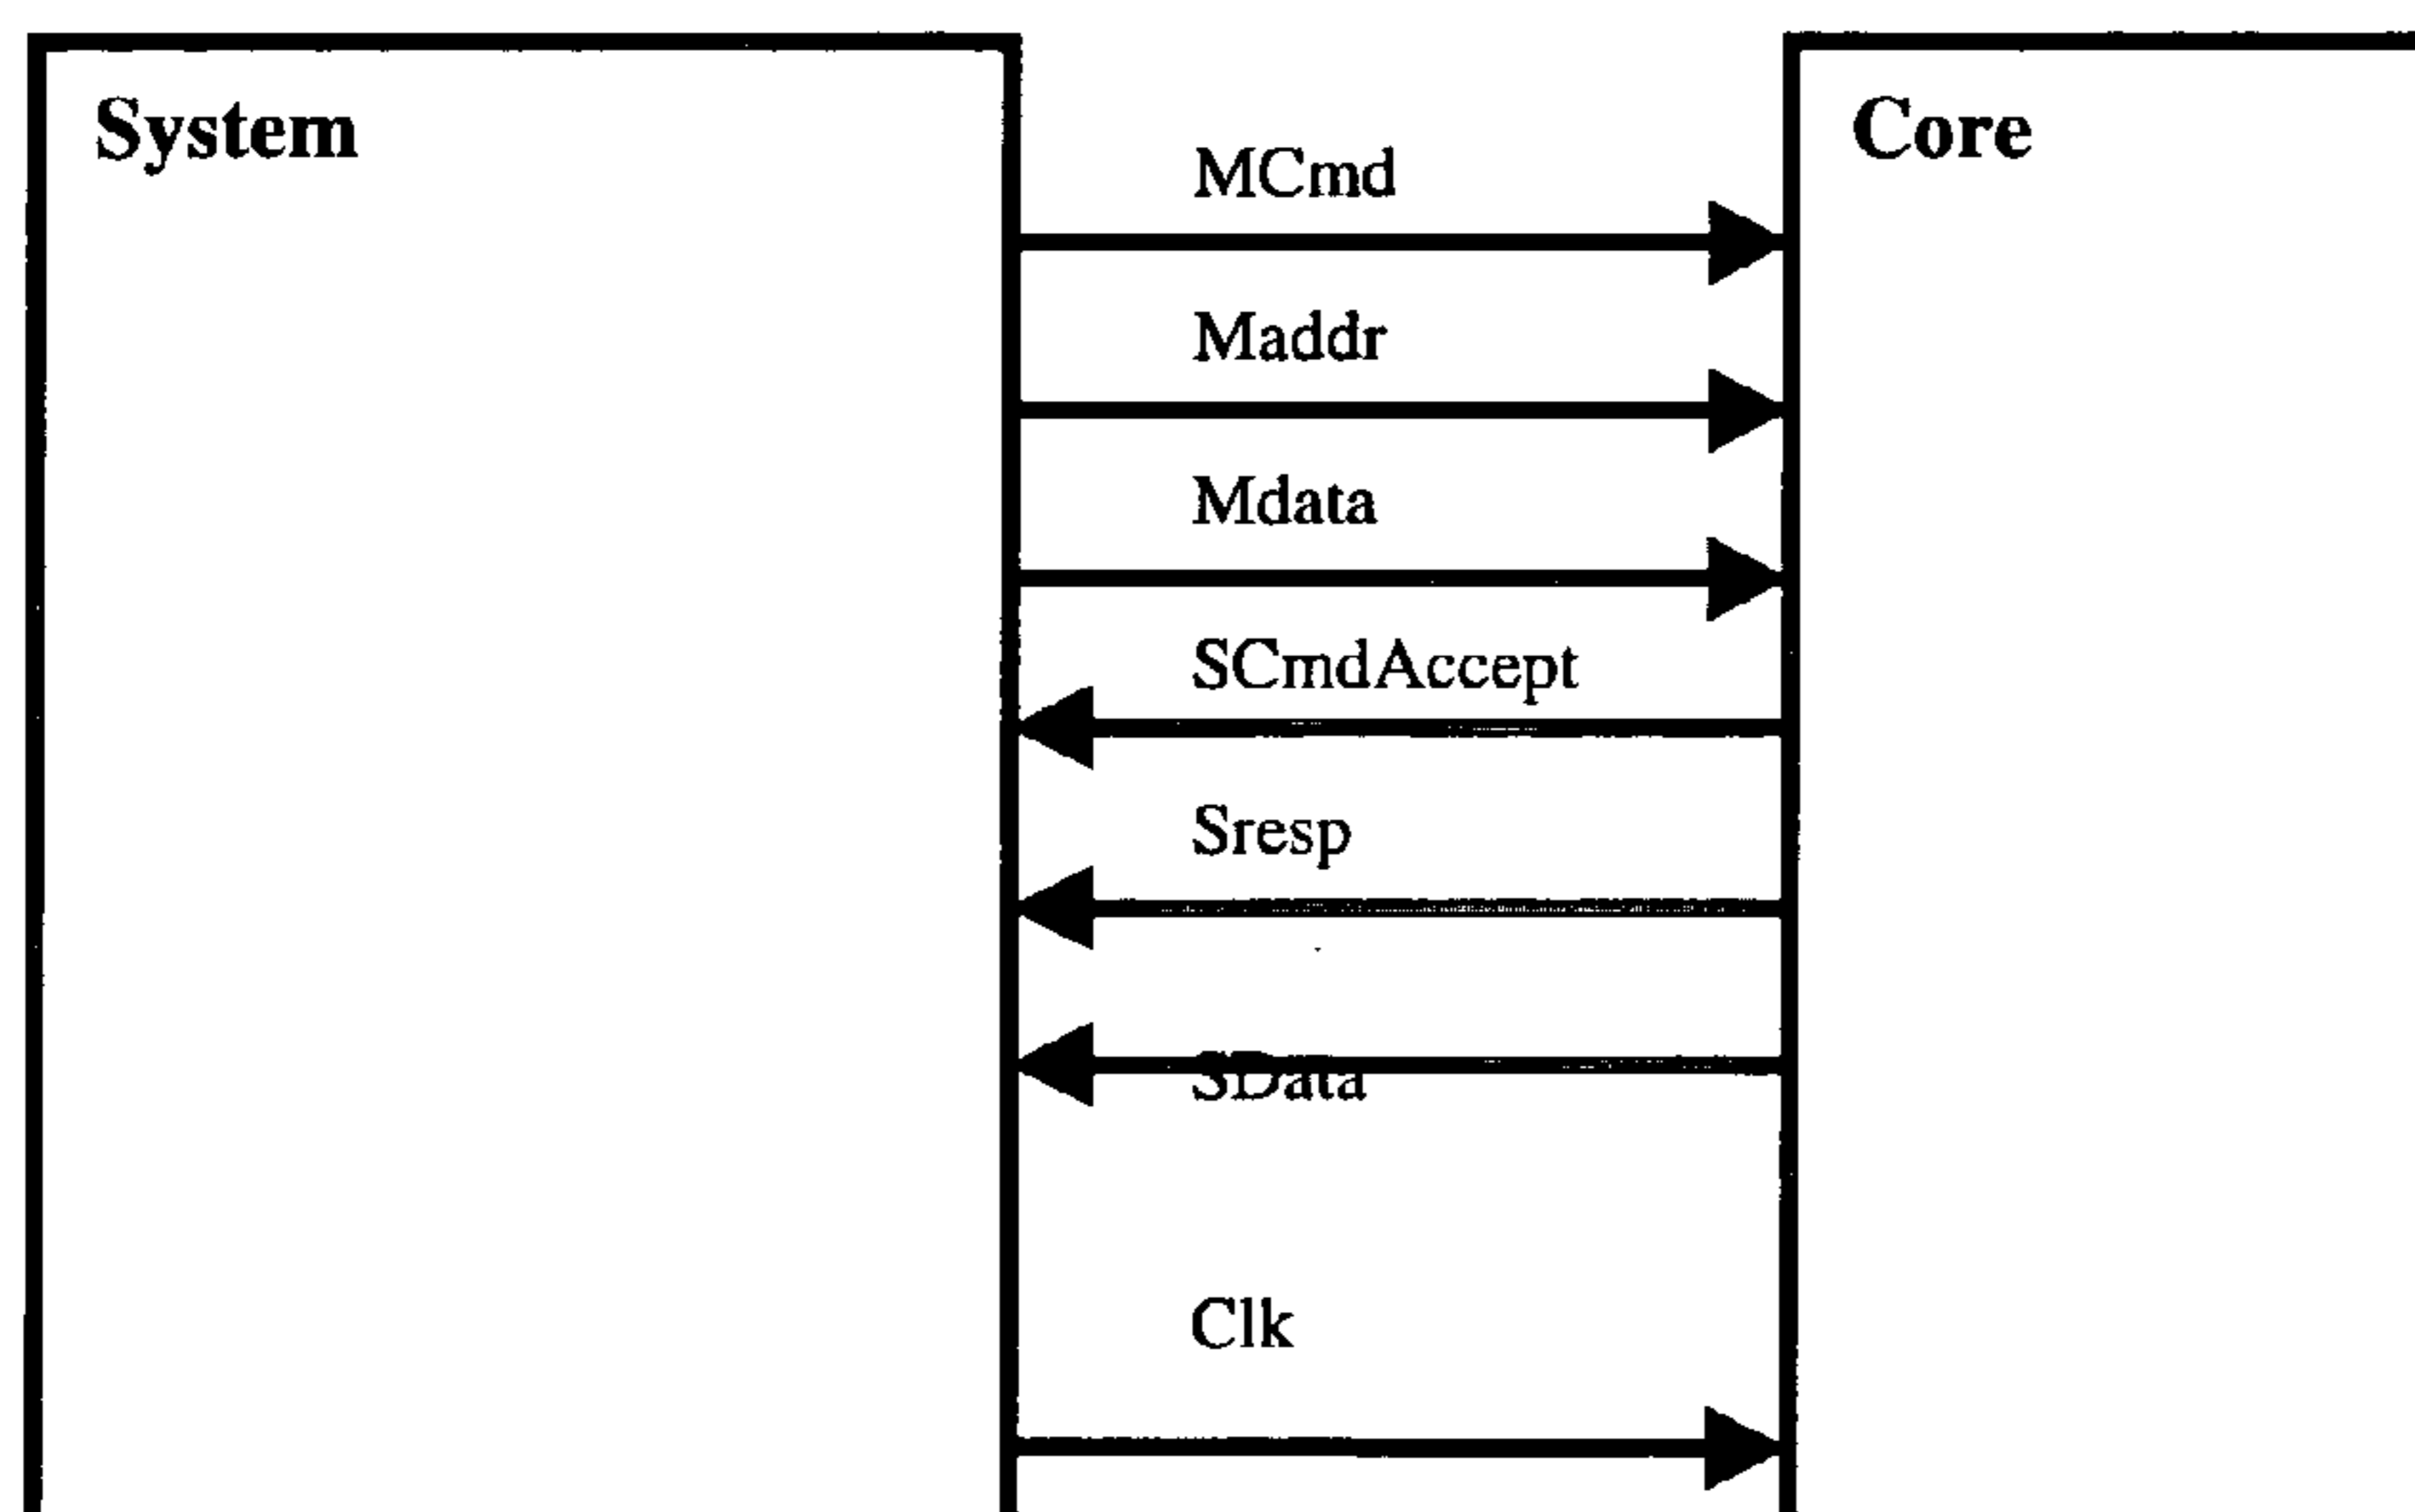 System
Core
MCmd
Maddr
Mdata
SCmdAccept
Sresp
SData
Clk